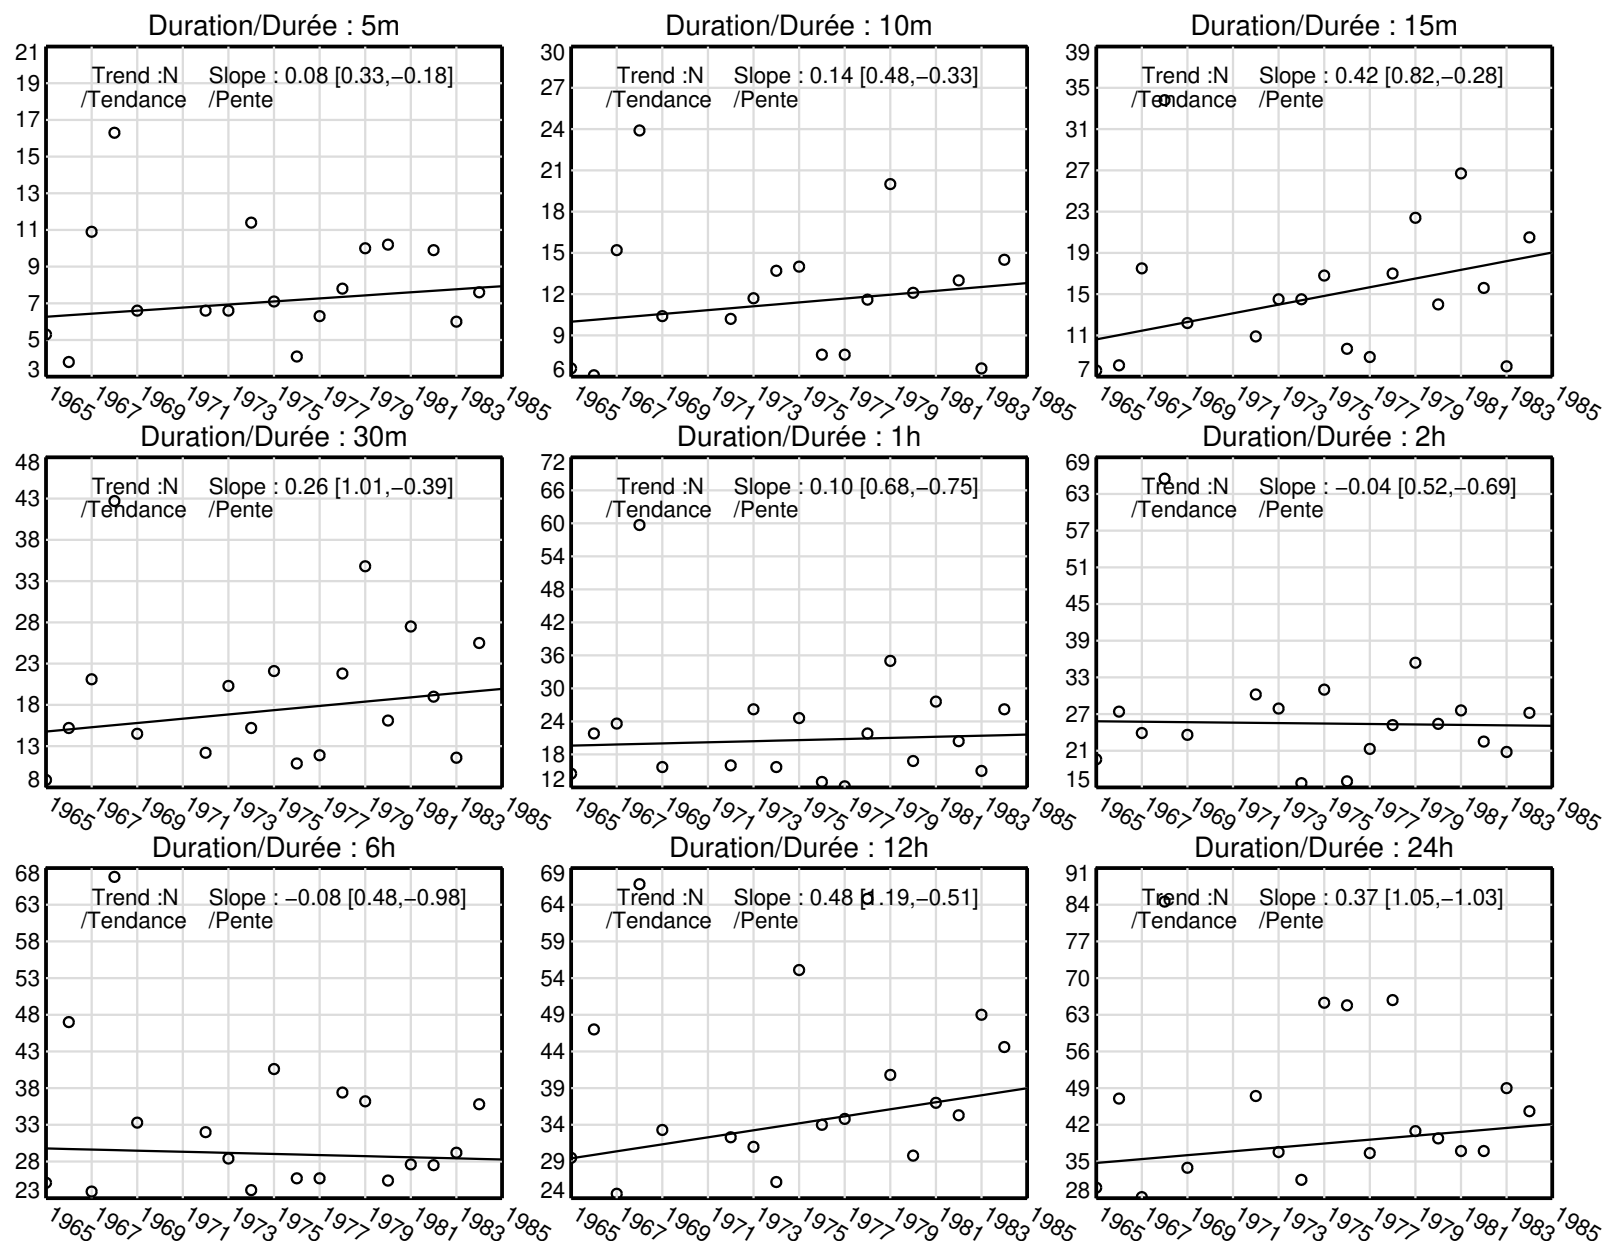 Duration/Durée : 5m
21
19
17
15
13
11
9
7
5
3
Trend :N Slope : 0.08 [0.33,−0.18]
/Tendance /Pente
1965 1967 1969 1971 1973 1975 1977 1979 1981 1983 1985
Duration/Durée : 10m
30
27
24
21
18
15
12
9
6
Trend :N Slope : 0.14 [0.48,−0.33]
/Tendance /Pente
1965 1967 1969 1971 1973 1975 1977 1979 1981 1983 1985
Duration/Durée : 15m
39
35
31
27
23
19
15
11
7
Trend :N Slope : 0.42 [0.82,−0.28]
/Tendance /Pente
1965 1967 1969 1971 1973 1975 1977 1979 1981 1983 1985
Duration/Durée : 30m
48
43
38
33
28
23
18
13
8
Trend :N Slope : 0.26 [1.01,−0.39]
/Tendance /Pente
1965 1967 1969 1971 1973 1975 1977 1979 1981 1983 1985
Duration/Durée : 1h
72
66
60
54
48
42
36
30
24
18
12
Trend :N Slope : 0.10 [0.68,−0.75]
/Tendance /Pente
1965 1967 1969 1971 1973 1975 1977 1979 1981 1983 1985
Duration/Durée : 2h
69
63
57
51
45
39
33
27
21
15
Trend :N Slope : −0.04 [0.52,−0.69]
/Tendance /Pente
1965 1967 1969 1971 1973 1975 1977 1979 1981 1983 1985
Duration/Durée : 6h
68
63
58
53
48
43
38
33
28
23
Trend :N Slope : −0.08 [0.48,−0.98]
/Tendance /Pente
1965 1967 1969 1971 1973 1975 1977 1979 1981 1983 1985
Duration/Durée : 12h
69
64
59
54
49
44
39
34
29
24
Trend :N Slope : 0.48 [1.19,−0.51]
/Tendance /Pente
1965 1967 1969 1971 1973 1975 1977 1979 1981 1983 1985
Duration/Durée : 24h
91
84
77
70
63
56
49
42
35
28
Trend :N Slope : 0.37 [1.05,−1.03]
/Tendance /Pente
1965 1967 1969 1971 1973 1975 1977 1979 1981 1983 1985